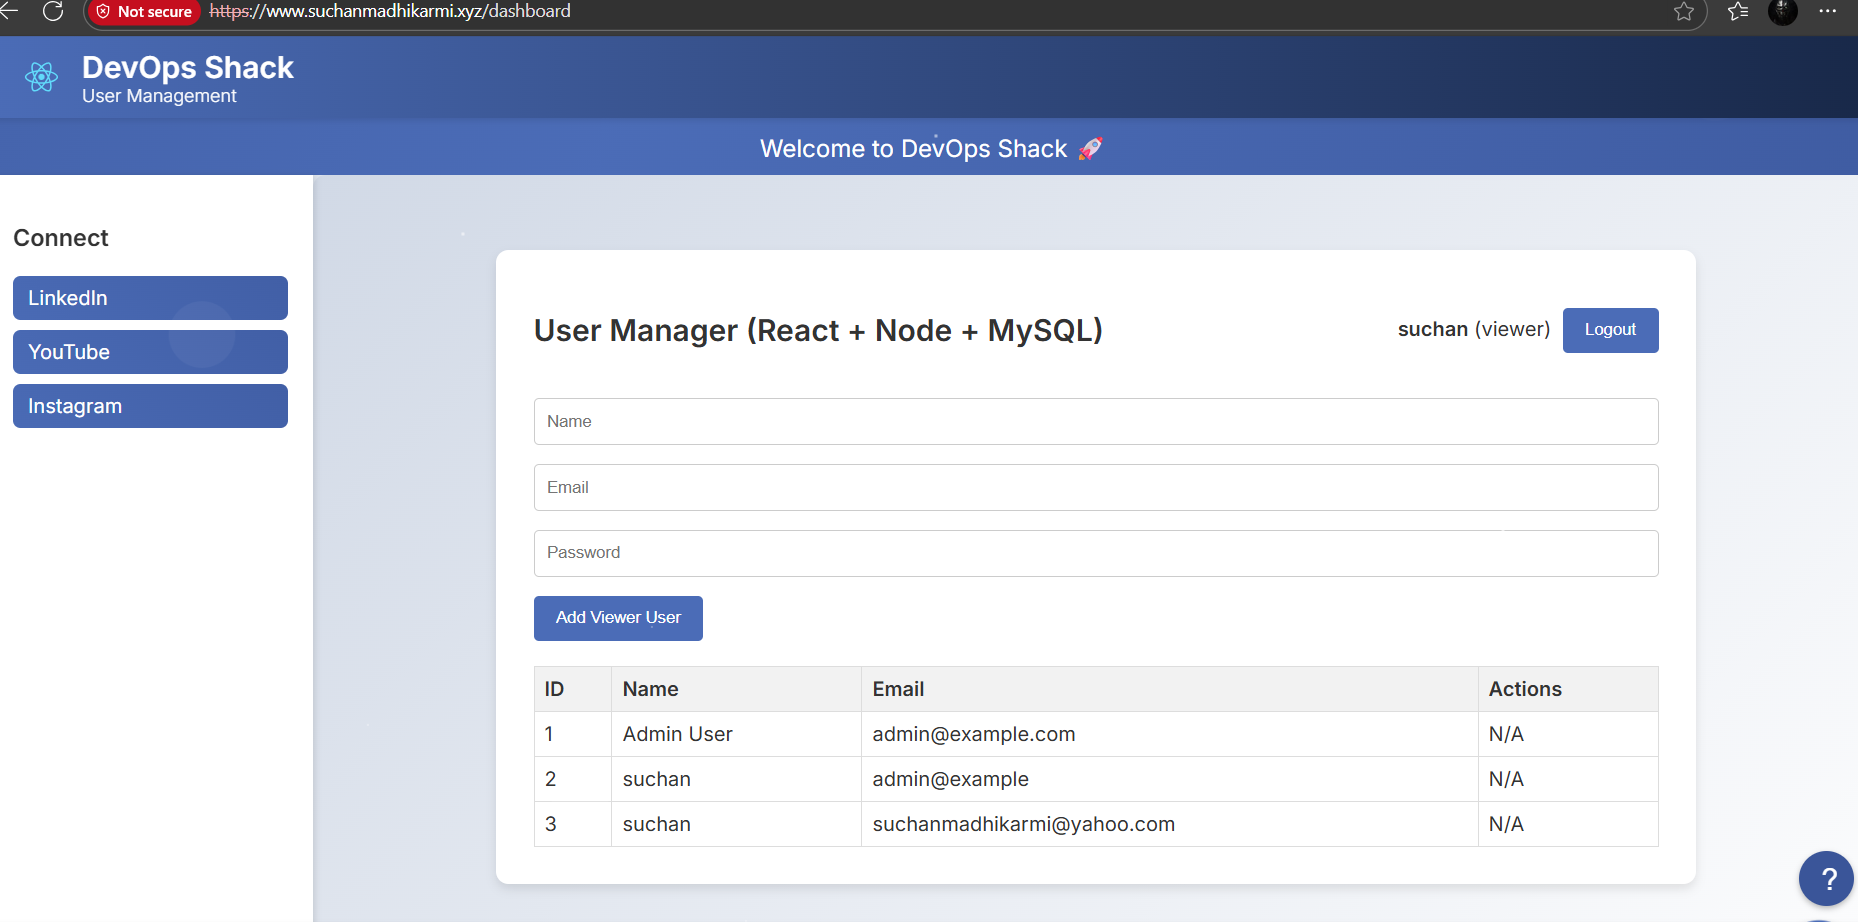 Not secure https://www.suchanmadhikarmi.xyz/dashboard
DevOps Shack
User Management
Welcome to DevOps Shack 🚀
Connect
LinkedIn
YouTube
Instagram
User Manager (React + Node + MySQL)
suchan (viewer) Logout
Name
Email
Password
Add Viewer User
ID Name Email Actions
1 Admin User admin@example.com N/A
2 suchan admin@example N/A
3 suchan suchanmadhikarmi@yahoo.com N/A
?